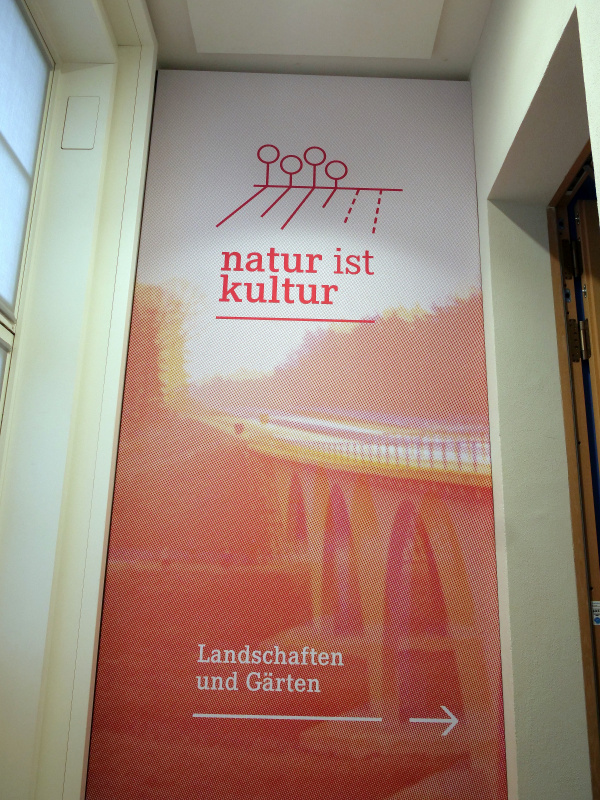 natur ist
kultur
Landschaften
und Gärten